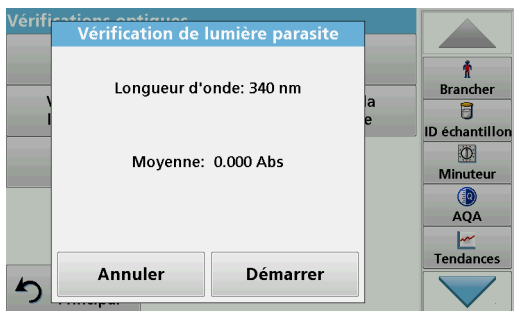 Vérifications optiques
Vérification de lumière parasite
Longueur d'onde: 340 nm
Moyenne: 0.000 Abs
Annuler
Démarrer
Principal
Brancher
ID échantillon
Minuteur
AQA
Tendances